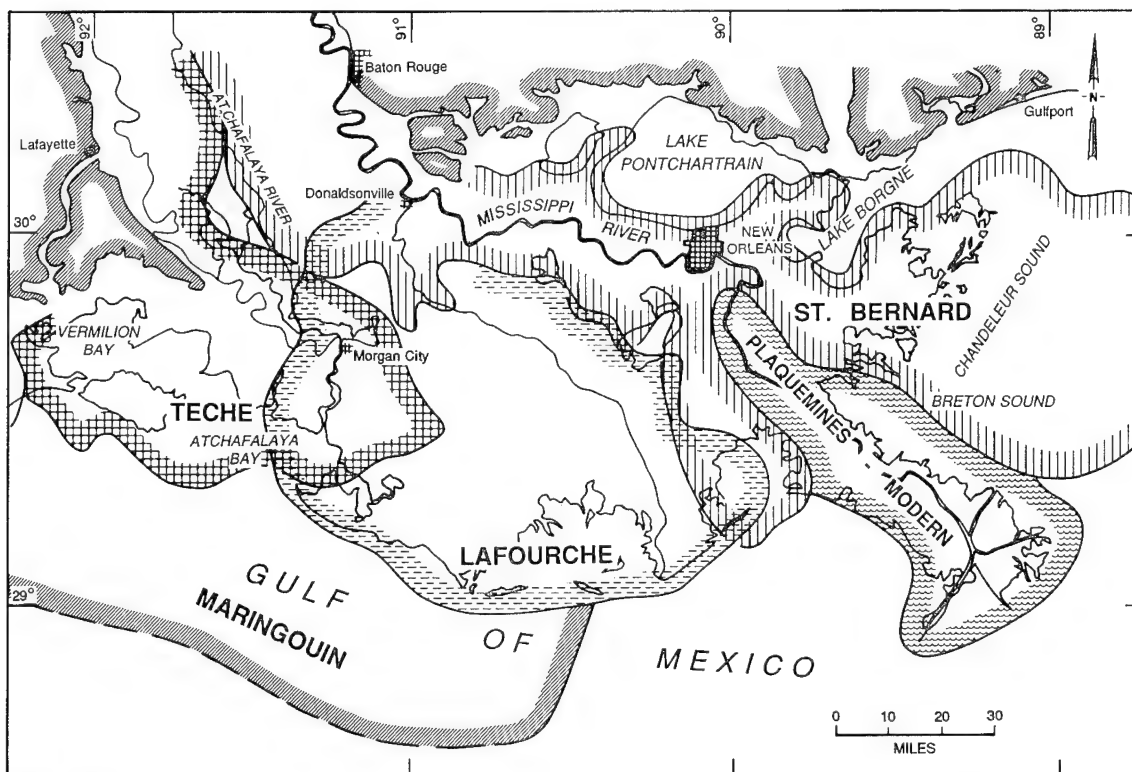 92°
91°
90°
89°
N
Baton Rouge
Gulfport
Lafayette
ATCHAFALAYA RIVER
LAKE
PONTCHARTRAIN
Donaldsonville
MISSISSIPPI
RIVER
NEW
ORLEANS
LAKE BORGNE
30°
CHANDELEUR SOUND
ST. BERNARD
VERMILION
BAY
Morgan City
PLAQUEMINES - MODERN
BRETON SOUND
TECHE
ATCHAFALAYA
BAY
LAFOURCHE
29°
GULF
MARINGOUIN
OF
MEXICO
0 10 20 30
MILES